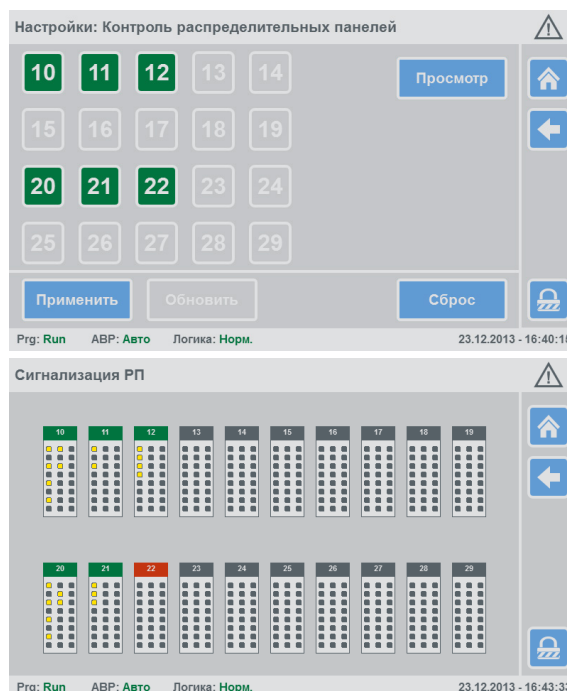 Настройки: Контроль распределительных панелей
10 11 12 13 14
Просмотр
15 16 17 18 19
20 21 22 23 24
25 26 27 28 29
Применить Обновить Сброс
Prg: Run АВР: Авто Логика: Норм. 23.12.2013 - 16:40:15
Сигнализация РП
10 11 12 13 14 15 16 17 18 19
20 21 22 23 24 25 26 27 28 29
Prg: Run АВР: Авто Логика: Норм. 23.12.2013 - 16:43:33